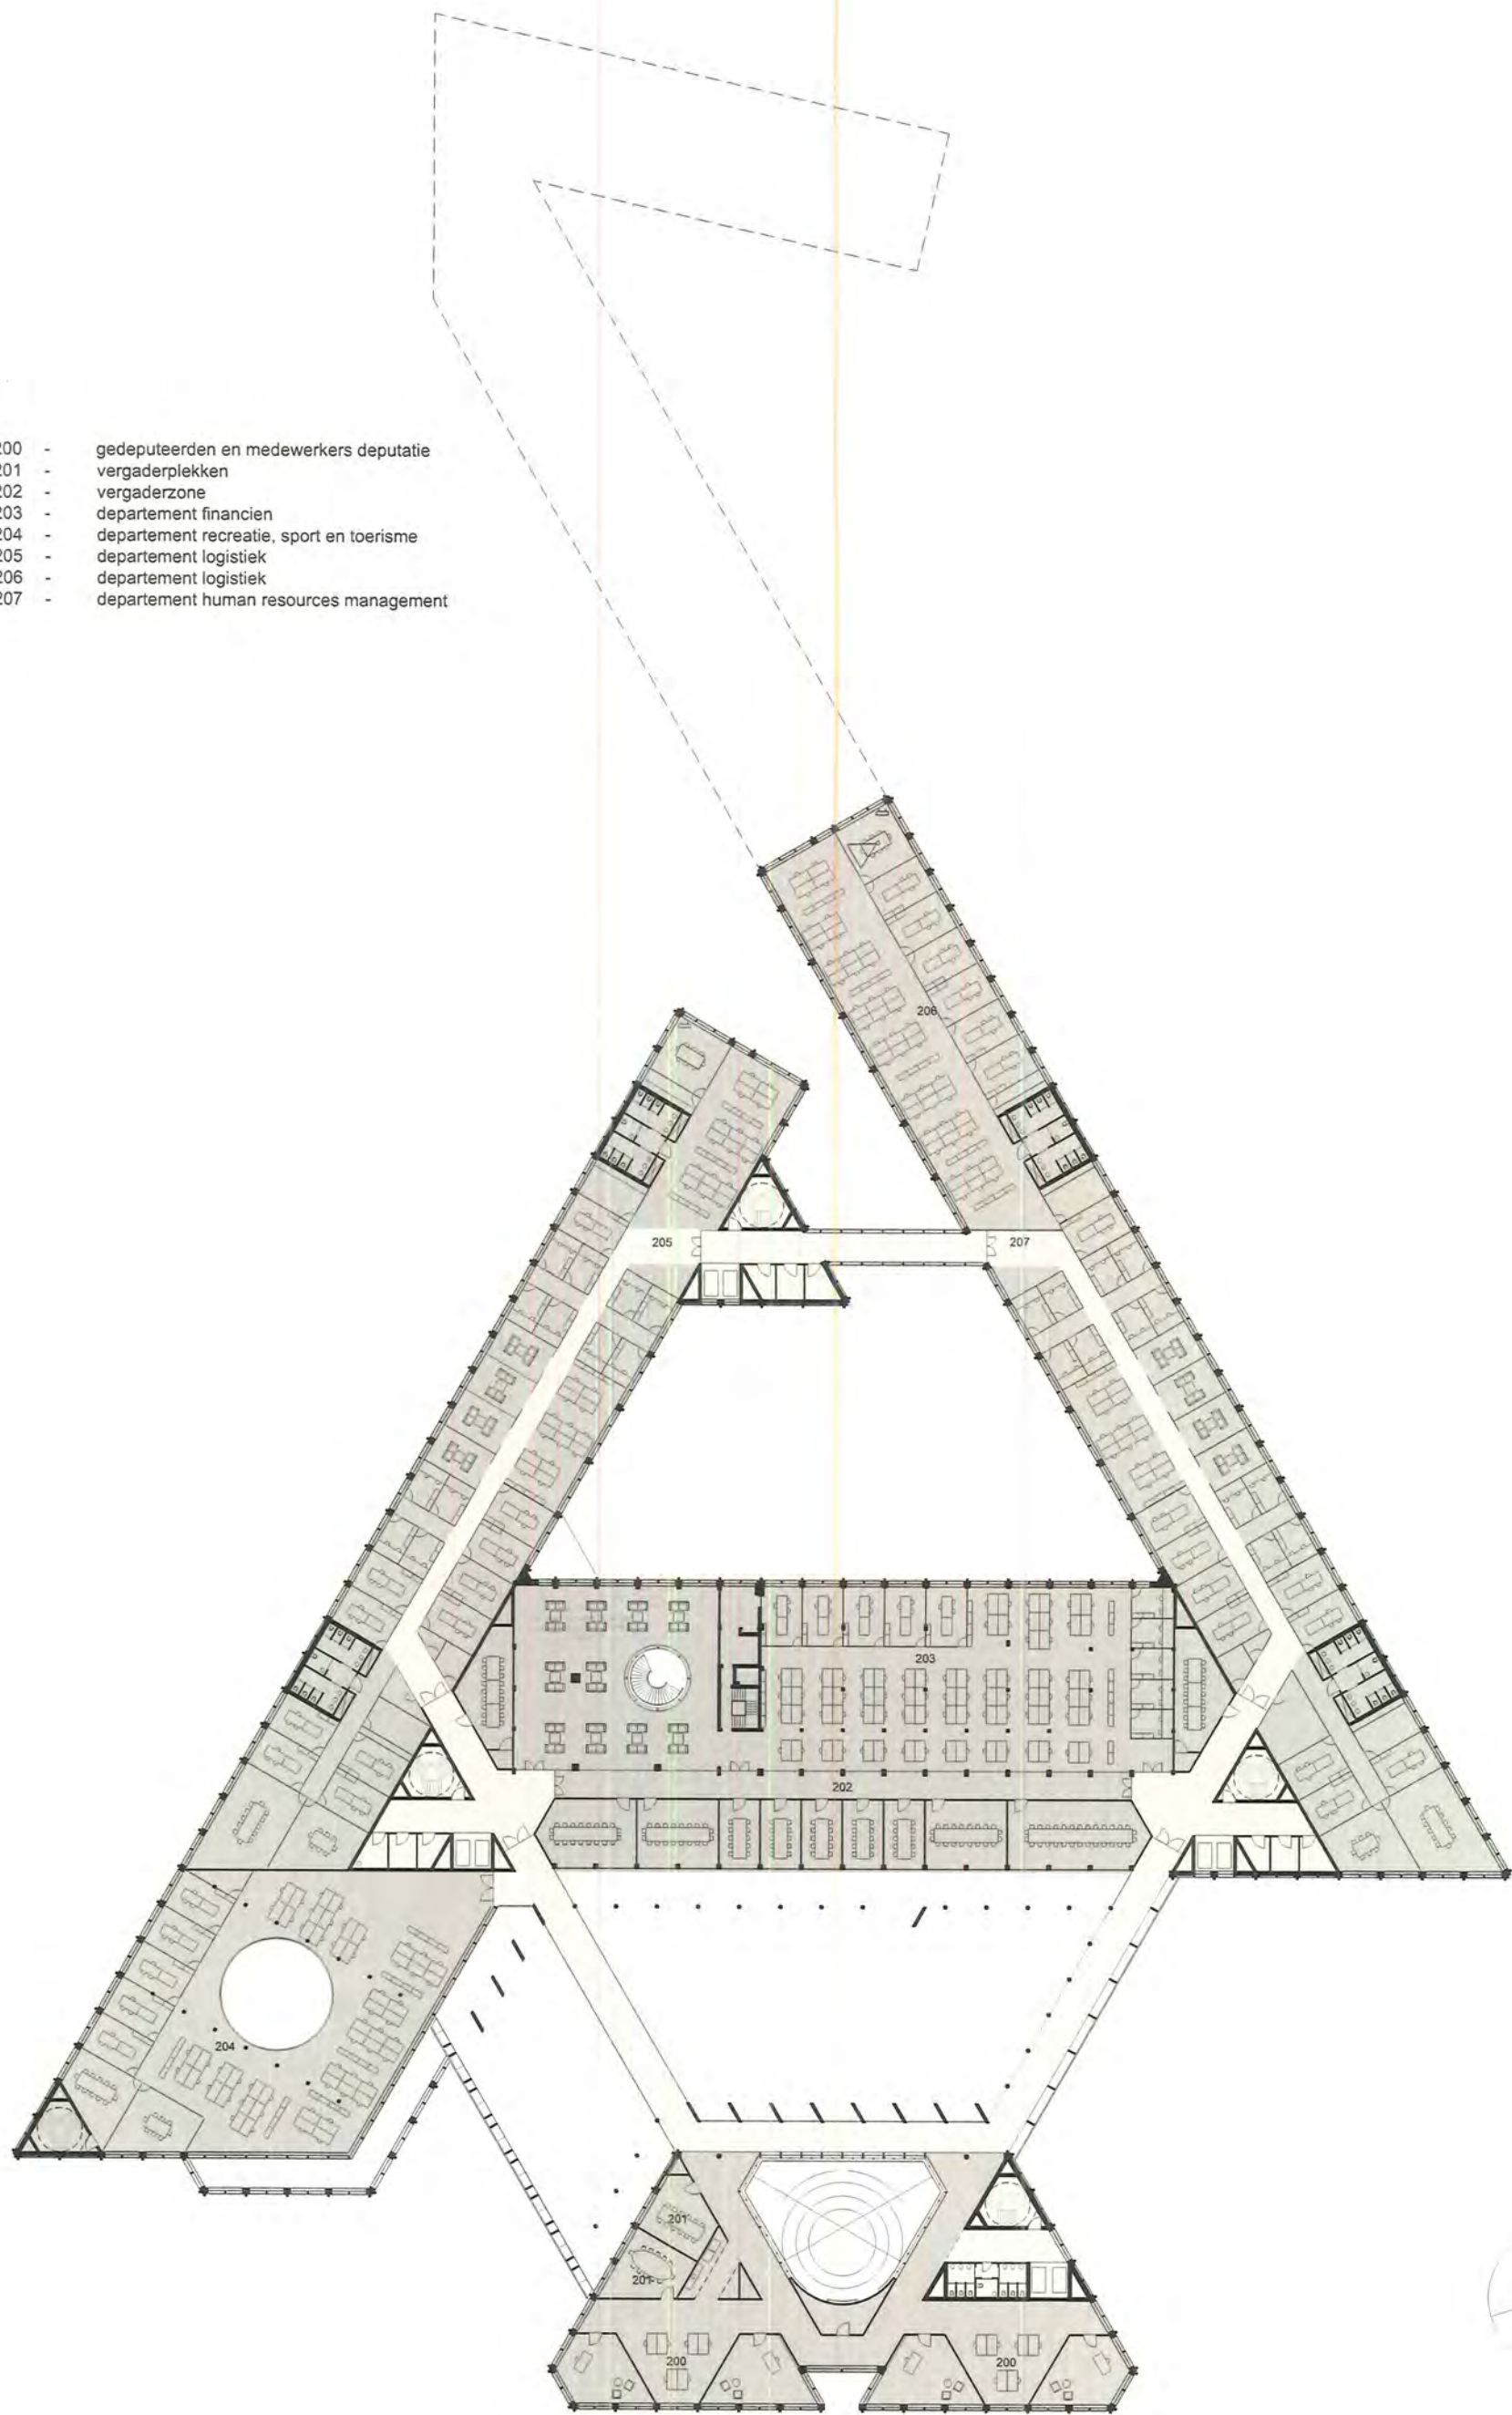 200 - gedeputeerden en medewerkers deputatie
201 - vergaderplekken
202 - vergaderzone
203 - departement financien
204 - departement recreatie, sport en toerisme
205 - departement logistiek
206 - departement logistiek
207 - departement human resources management
206
205
207
203
202
204
201
201
200
200